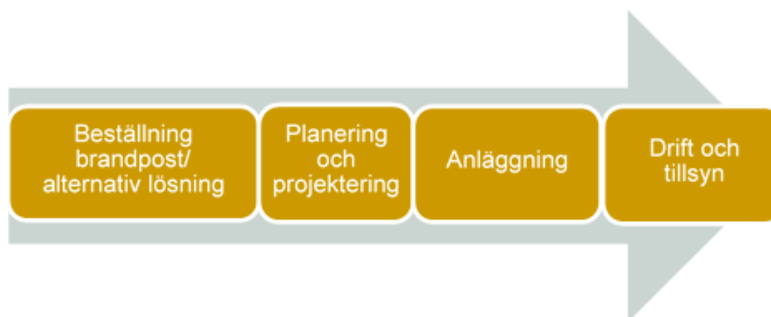 Beställning
brandpost/
alternativ lösning
Planering
och
projektering
Anläggning
Drift och
tillsyn